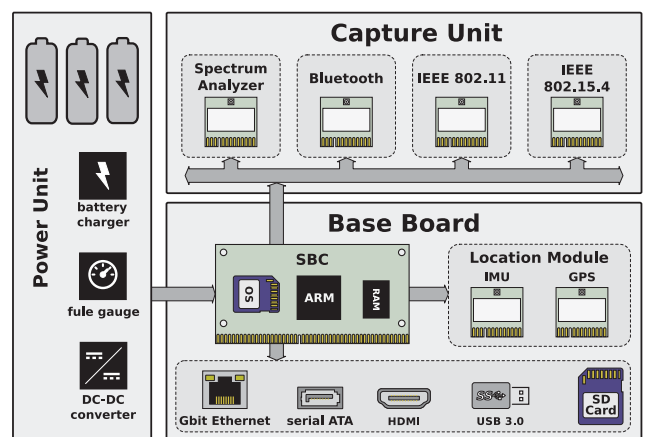 Power Unit
battery
charger
fule gauge
DC-DC
converter
Capture Unit
Spectrum
Analyzer
Bluetooth
IEEE 802.11
IEEE
802.15.4
Base Board
SBC
OS
ARM
RAM
Location Module
IMU
GPS
Gbit Ethernet
serial ATA
HDMI
SS
USB 3.0
SD
Card